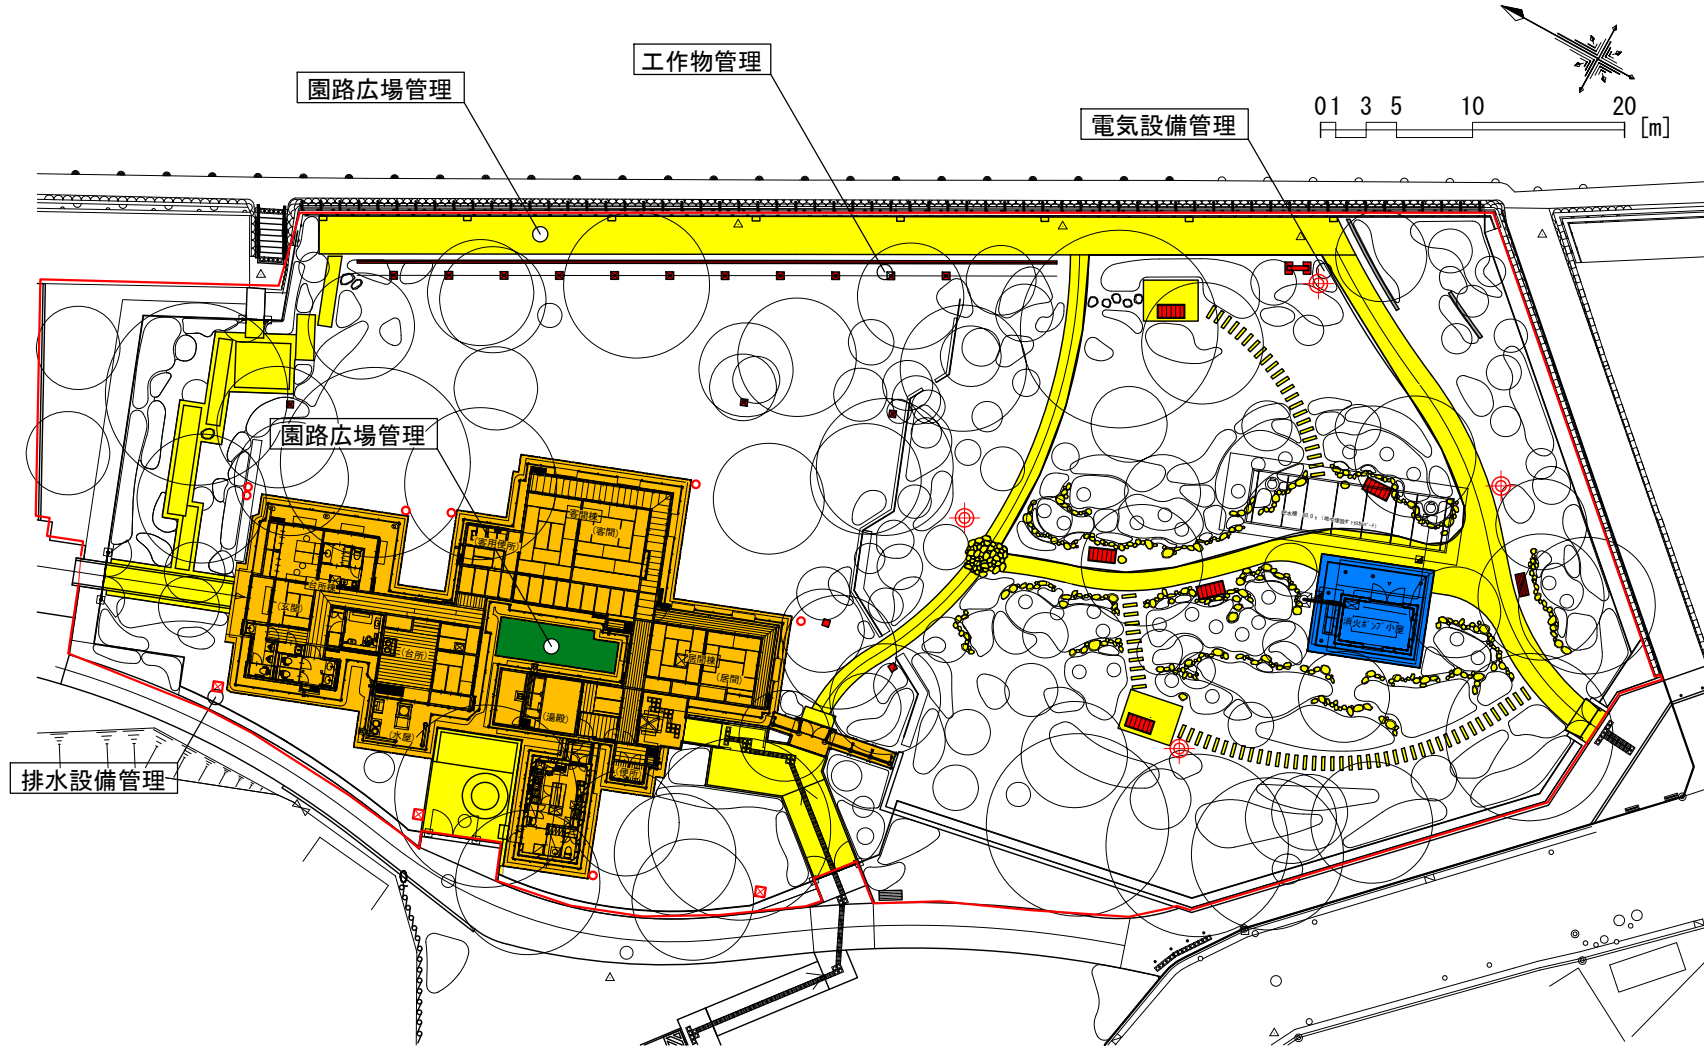 工作物管理
園路広場管理
電気設備管理
01 3 5 10 20 [m]
園路広場管理
客間棟
(客間)
(客用便所)
台所棟
(玄関)
(台所)
居間棟
(居間)
(湯殿)
(水屋)
(便所)
消火ポンプ小屋
排水設備管理